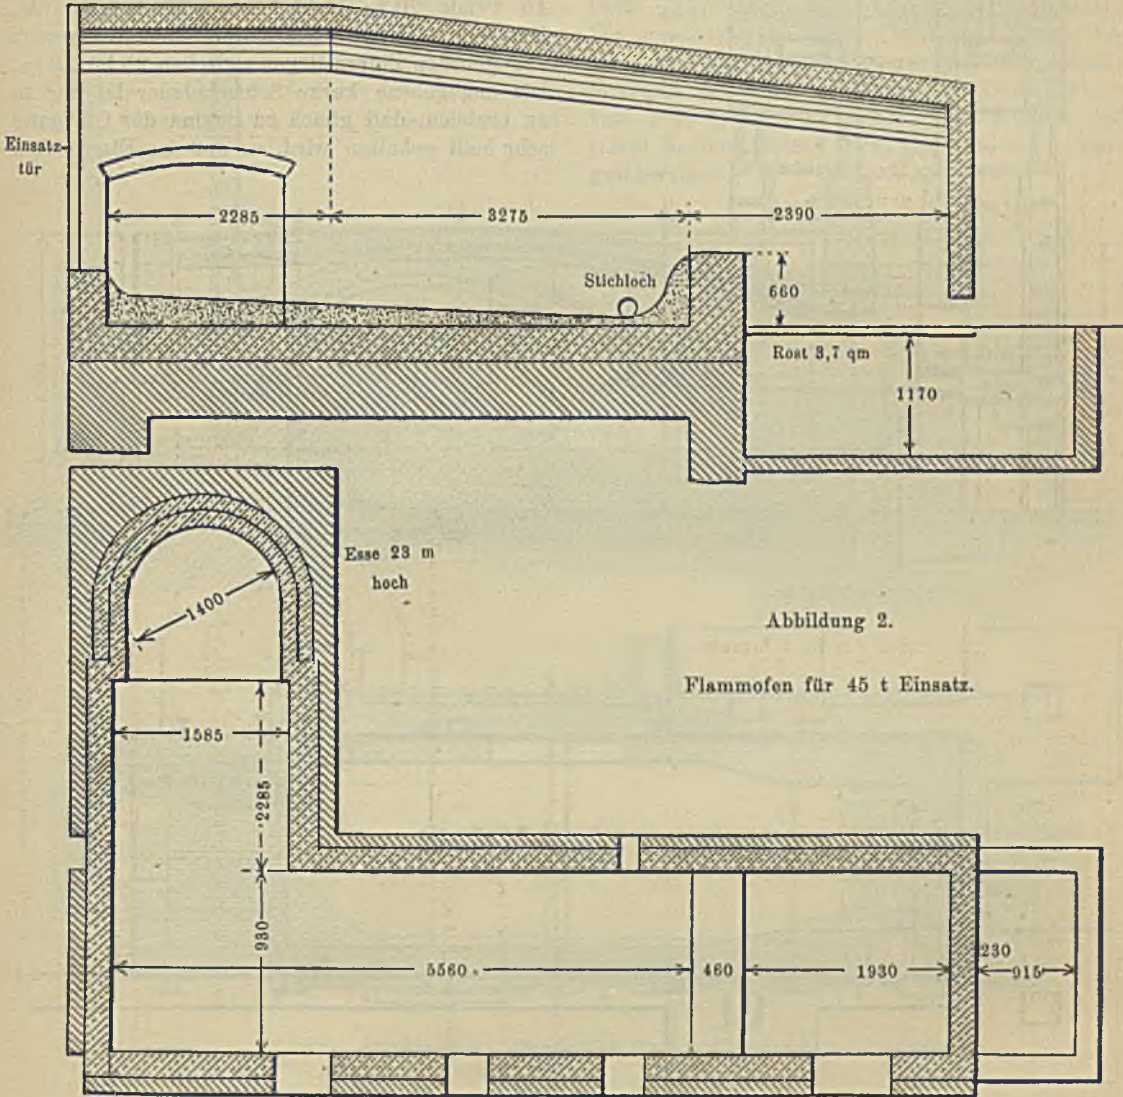 Einsatz-
tür
2285
3275
2390
Stichloch
660
Rost 3,7 qm
1170
Esse 23 m
hoch
1400
Abbildung 2.
Flammofen für 45 t Einsatz.
1585
2285
930
5560
460
1930
230
915